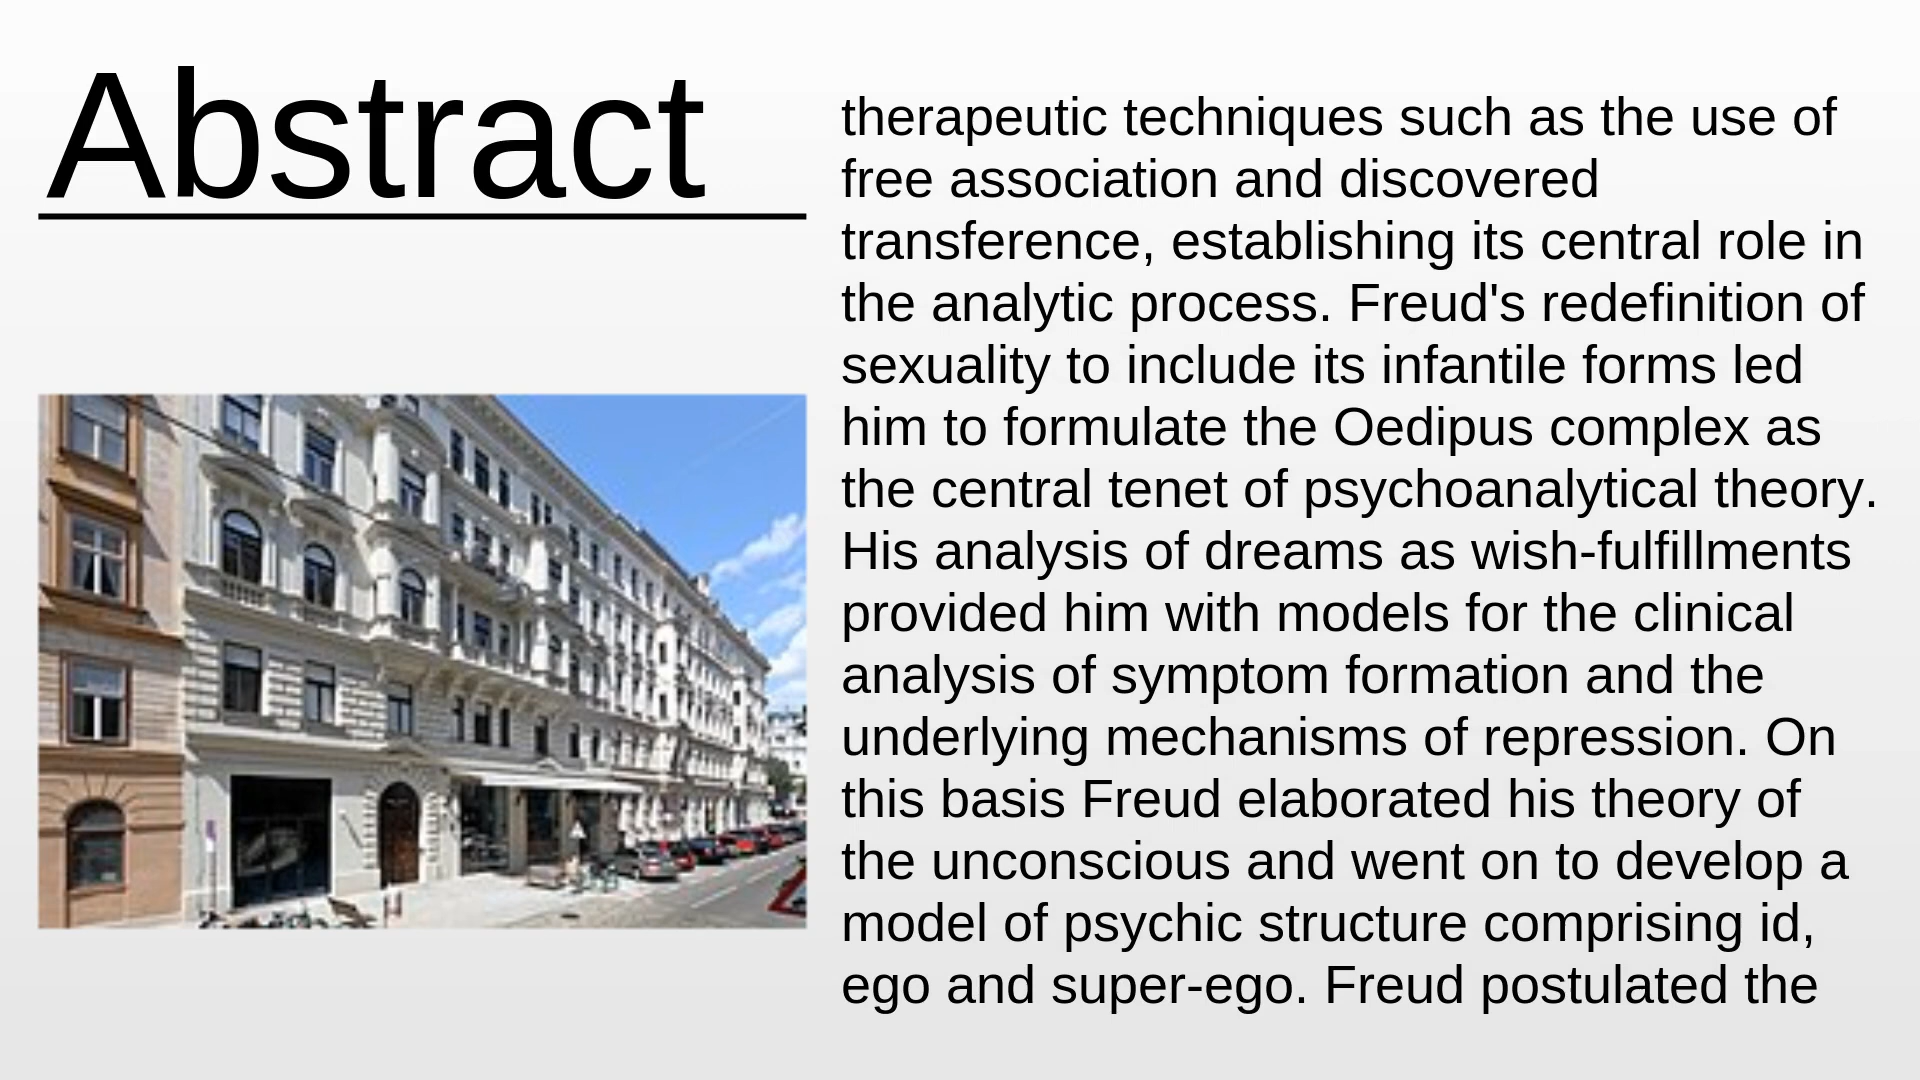 Abstract
therapeutic techniques such as the use of
free association and discovered
transference, establishing its central role in
the analytic process. Freud's redefinition of
sexuality to include its infantile forms led
him to formulate the Oedipus complex as
the central tenet of psychoanalytical theory.
His analysis of dreams as wish-fulfillments
provided him with models for the clinical
analysis of symptom formation and the
underlying mechanisms of repression. On
this basis Freud elaborated his theory of
the unconscious and went on to develop a
model of psychic structure comprising id,
ego and super-ego. Freud postulated the